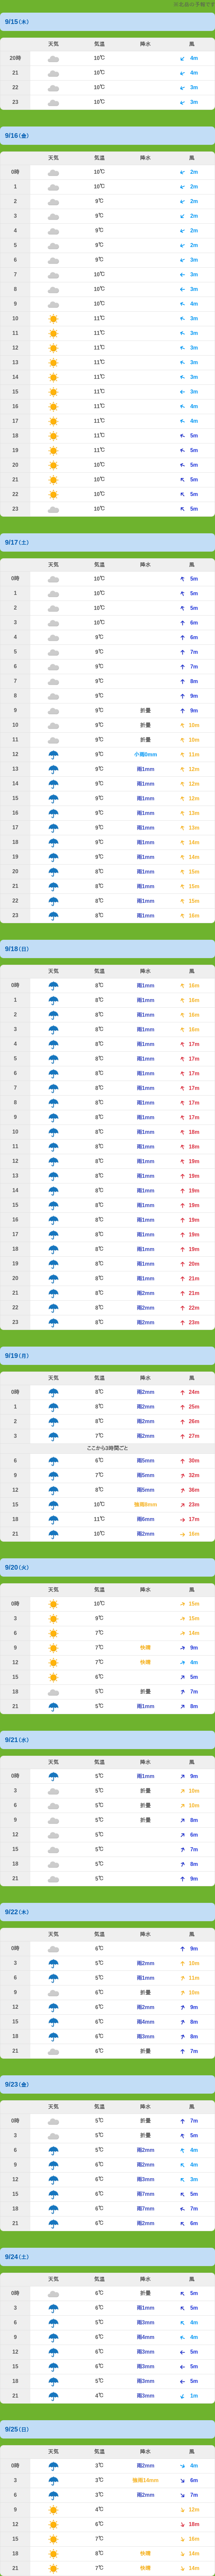 ※北岳の予報です
9/15(木)
天気 気温 降水 風
20時 10℃ 4m
21 10℃ 4m
22 10℃ 3m
23 10℃ 3m
9/16(金)
天気 気温 降水 風
0時 10℃ 2m
1 10℃ 2m
2 9℃ 2m
3 9℃ 2m
4 9℃ 2m
5 9℃ 2m
6 9℃ 3m
7 10℃ 3m
8 10℃ 3m
9 10℃ 4m
10 11℃ 3m
11 11℃ 3m
12 11℃ 3m
13 11℃ 3m
14 11℃ 3m
15 11℃ 3m
16 11℃ 4m
17 11℃ 4m
18 11℃ 5m
19 11℃ 5m
20 10℃ 5m
21 10℃ 5m
22 10℃ 5m
23 10℃ 5m
9/17(土)
天気 気温 降水 風
0時 10℃ 5m
1 10℃ 5m
2 10℃ 5m
3 10℃ 6m
4 9℃ 6m
5 9℃ 7m
6 9℃ 7m
7 9℃ 8m
8 9℃ 9m
9 9℃ 折曇 9m
10 9℃ 折曇 10m
11 9℃ 折曇 10m
12 9℃ 小雨0mm 11m
13 9℃ 雨1mm 12m
14 9℃ 雨1mm 12m
15 9℃ 雨1mm 12m
16 9℃ 雨1mm 13m
17 9℃ 雨1mm 13m
18 9℃ 雨1mm 14m
19 9℃ 雨1mm 14m
20 8℃ 雨1mm 15m
21 8℃ 雨1mm 15m
22 8℃ 雨1mm 15m
23 8℃ 雨1mm 16m
9/18(日)
天気 気温 降水 風
0時 8℃ 雨1mm 16m
1 8℃ 雨1mm 16m
2 8℃ 雨1mm 16m
3 8℃ 雨1mm 16m
4 8℃ 雨1mm 17m
5 8℃ 雨1mm 17m
6 8℃ 雨1mm 17m
7 8℃ 雨1mm 17m
8 8℃ 雨1mm 17m
9 8℃ 雨1mm 17m
10 8℃ 雨1mm 18m
11 8℃ 雨1mm 18m
12 8℃ 雨1mm 19m
13 8℃ 雨1mm 19m
14 8℃ 雨1mm 19m
15 8℃ 雨1mm 19m
16 8℃ 雨1mm 19m
17 8℃ 雨1mm 19m
18 8℃ 雨1mm 19m
19 8℃ 雨1mm 20m
20 8℃ 雨1mm 21m
21 8℃ 雨2mm 21m
22 8℃ 雨2mm 22m
23 8℃ 雨2mm 23m
9/19(月)
天気 気温 降水 風
0時 8℃ 雨2mm 24m
1 8℃ 雨2mm 25m
2 8℃ 雨2mm 26m
3 7℃ 雨2mm 27m
ここから3時間ごと
6 6℃ 雨5mm 30m
9 7℃ 雨5mm 32m
12 8℃ 雨5mm 36m
15 10℃ 強雨8mm 23m
18 11℃ 雨6mm 17m
21 10℃ 雨2mm 16m
9/20(火)
天気 気温 降水 風
0時 10℃ 15m
3 9℃ 15m
6 7℃ 14m
9 7℃ 快晴 9m
12 7℃ 快晴 4m
15 6℃ 5m
18 5℃ 折曇 7m
21 5℃ 雨1mm 8m
9/21(水)
天気 気温 降水 風
0時 5℃ 雨1mm 9m
3 5℃ 折曇 10m
6 5℃ 折曇 10m
9 5℃ 折曇 8m
12 5℃ 6m
15 5℃ 7m
18 5℃ 8m
21 5℃ 9m
9/22(木)
天気 気温 降水 風
0時 6℃ 9m
3 5℃ 雨2mm 10m
6 5℃ 雨1mm 11m
9 6℃ 折曇 10m
12 6℃ 雨2mm 9m
15 6℃ 雨4mm 8m
18 6℃ 雨3mm 8m
21 6℃ 折曇 7m
9/23(金)
天気 気温 降水 風
0時 5℃ 折曇 7m
3 5℃ 折曇 5m
6 5℃ 雨2mm 4m
9 6℃ 雨2mm 4m
12 6℃ 雨3mm 3m
15 6℃ 雨7mm 5m
18 6℃ 雨7mm 7m
21 6℃ 雨2mm 6m
9/24(土)
天気 気温 降水 風
0時 6℃ 折曇 5m
3 6℃ 雨1mm 5m
6 5℃ 雨3mm 4m
9 6℃ 雨4mm 4m
12 6℃ 雨3mm 5m
15 6℃ 雨3mm 5m
18 5℃ 雨3mm 5m
21 4℃ 雨3mm 1m
9/25(日)
天気 気温 降水 風
0時 3℃ 雨2mm 4m
3 3℃ 強雨14mm 6m
6 3℃ 雨2mm 7m
9 4℃ 12m
12 6℃ 18m
15 7℃ 16m
18 8℃ 快晴 14m
21 7℃ 快晴 14m